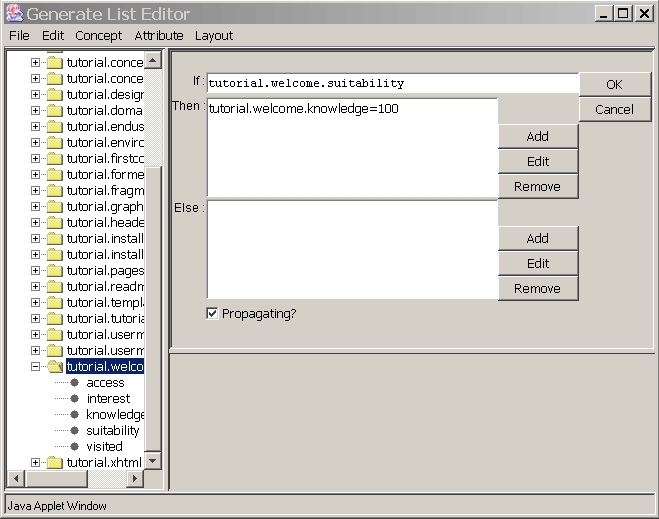 Generate List Editor
File Edit Concept Attribute Layout
tutorial.conce
tutorial.conce
tutorial.design
tutorial.doma
tutorial.endus
tutorial.enviro
tutorial.firstco
tutorial.forme
tutorial.fragm
tutorial.graph
tutorial.heade
tutorial.install
tutorial.install
tutorial.pages
tutorial.readm
tutorial.templa
tutorial.tutoria
tutorial.userm
tutorial.userm
tutorial.welco
access
interest
knowledge
suitability
visited
tutorial.xhtml
If : tutorial.welcome.suitability
OK
Cancel
Then : tutorial.welcome.knowledge=100
Add
Edit
Remove
Else :
Add
Edit
Remove
Propagating?
Java Applet Window